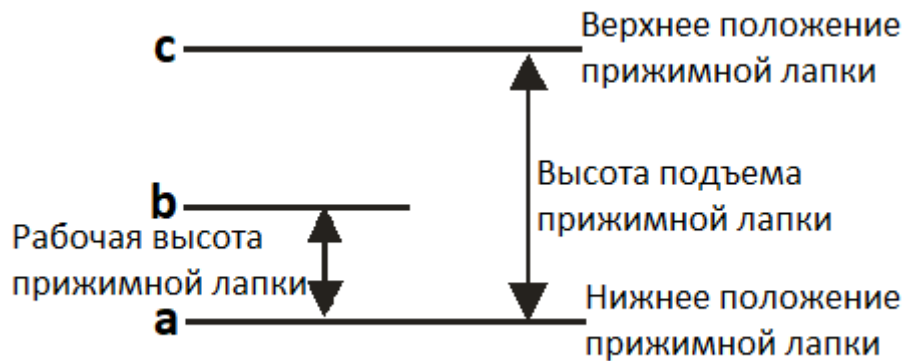 c
Верхнее положение
прижимной лапки
Высота подъема
прижимной лапки
b
Рабочая высота
прижимной лапки
a
Нижнее положение
прижимной лапки